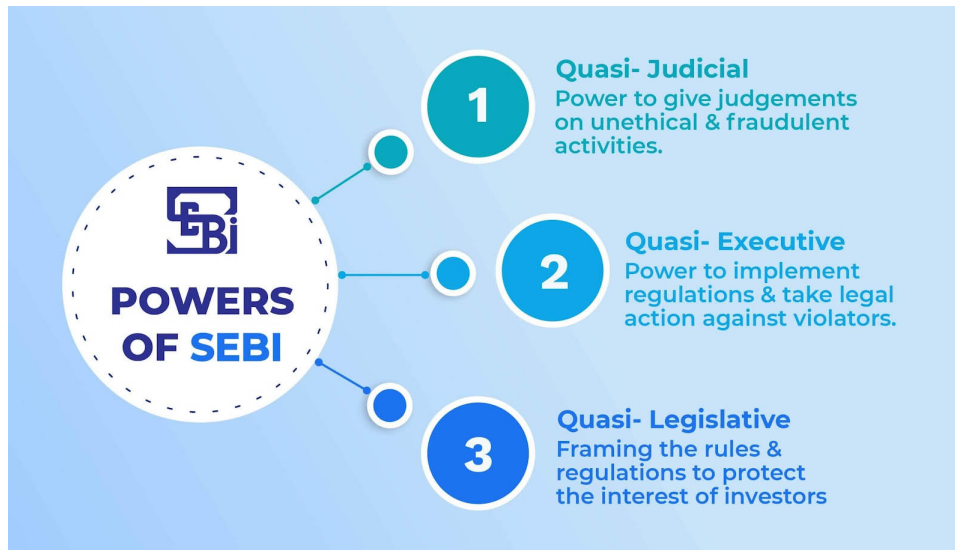 SEBi
POWERS
OF SEBI
1
Quasi- Judicial
Power to give judgements
on unethical & fraudulent
activities.
2
Quasi- Executive
Power to implement
regulations & take legal
action against violators.
3
Quasi- Legislative
Framing the rules &
regulations to protect
the interest of investors